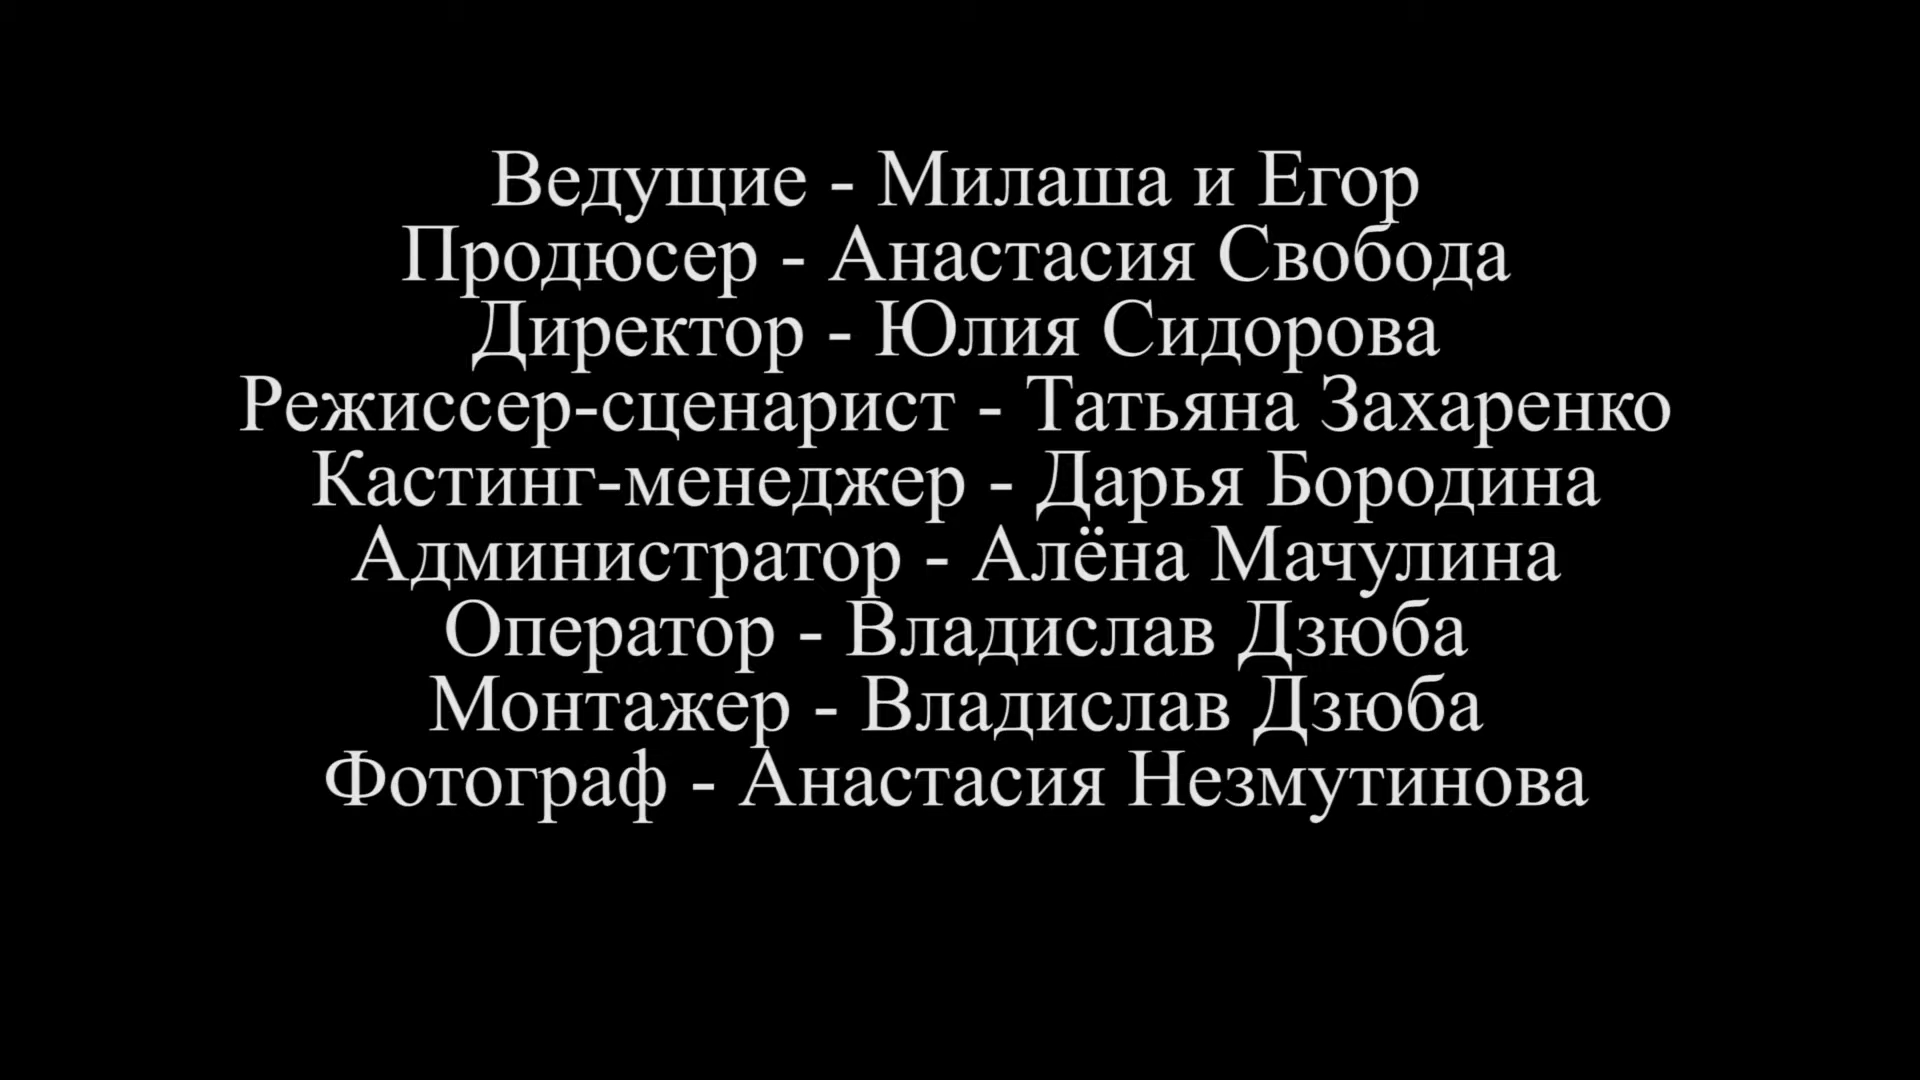 Ведущие - Милаша и Егор
Продюсер - Анастасия Свобода
Директор - Юлия Сидорова
Режиссер-сценарист - Татьяна Захаренко
Кастинг-менеджер - Дарья Бородина
Администратор - Алёна Мачулина
Оператор - Владислав Дзюба
Монтажер - Владислав Дзюба
Фотограф - Анастасия Незмутинова